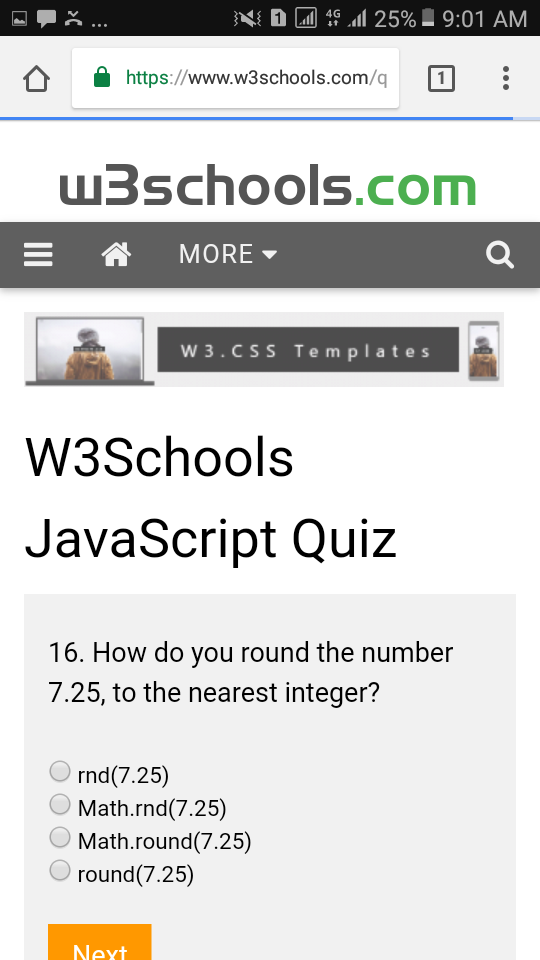 1 4G 25% 9:01 AM
https://www.w3schools.com/q 1
w3schools.com
MORE
W3.CSS Templates
W3Schools
JavaScript Quiz
16. How do you round the number
7.25, to the nearest integer?
rnd(7.25)
Math.rnd(7.25)
Math.round(7.25)
round(7.25)
Next